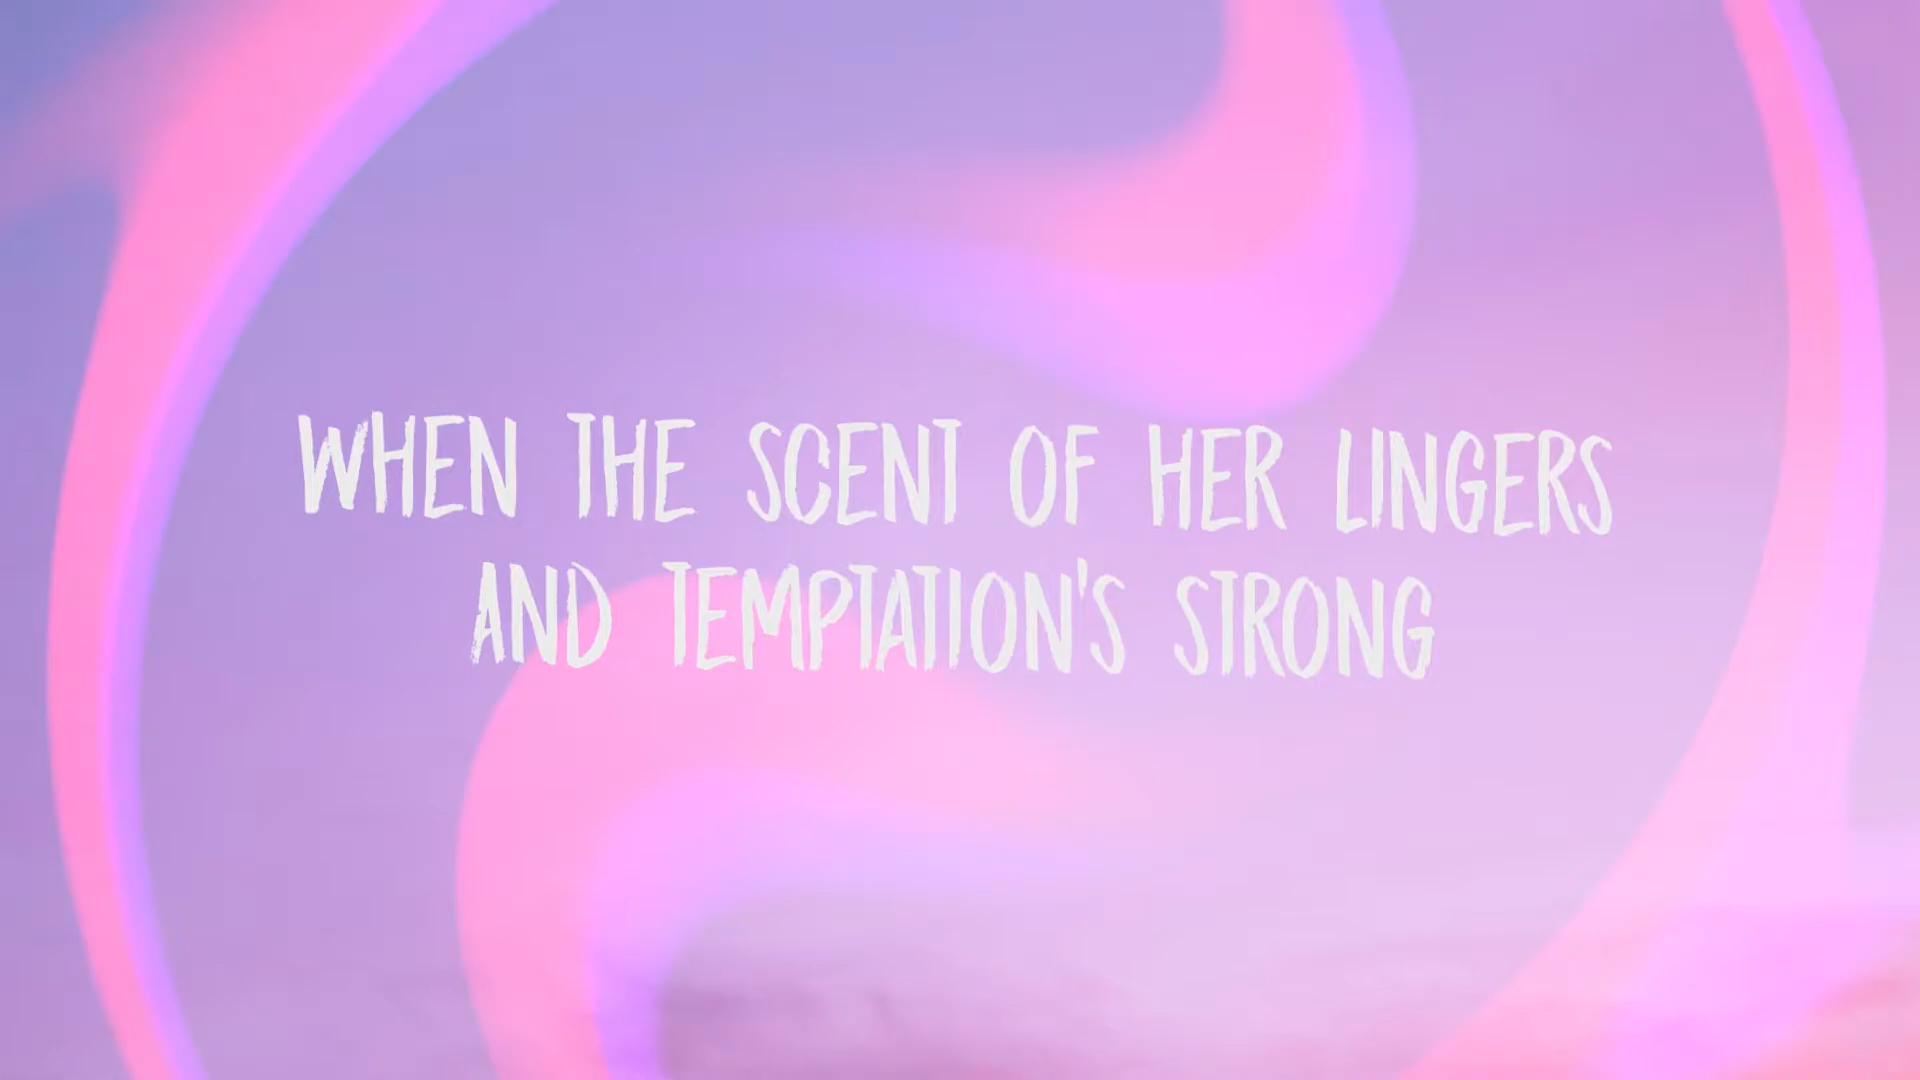 WHEN THE SCENT OF HER LINGERS
AND TEMPTATION'S STRONG